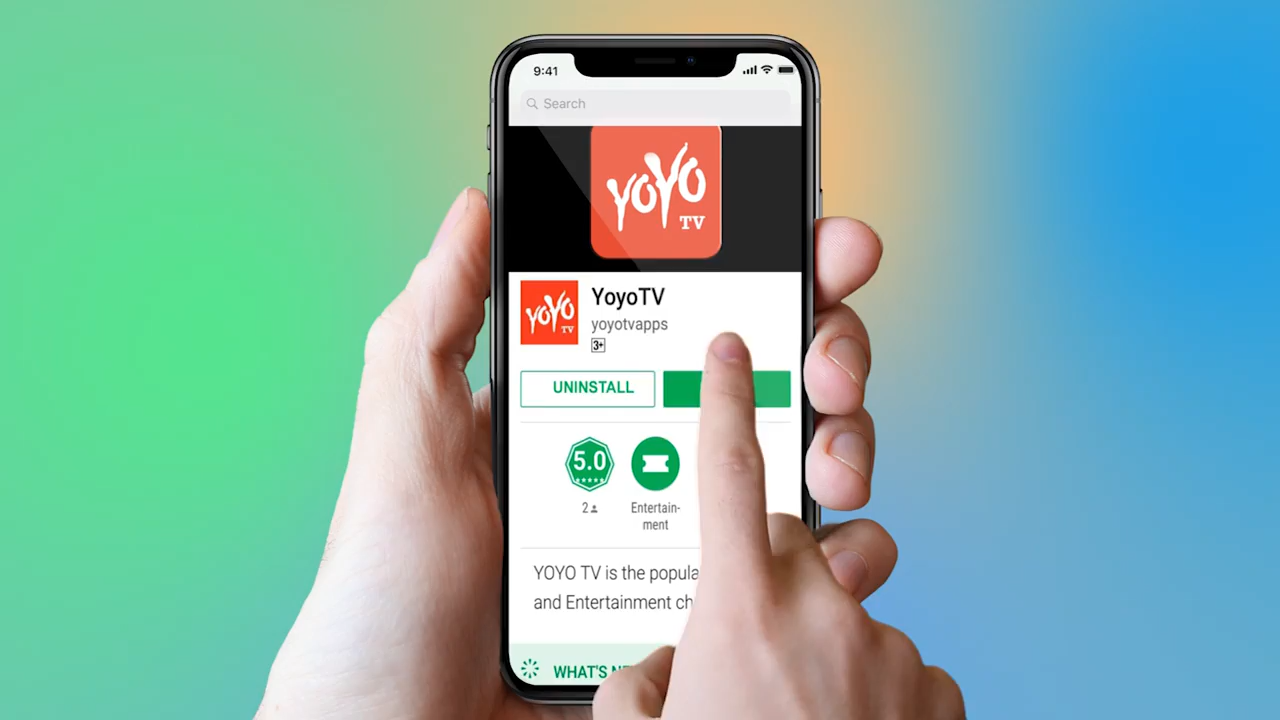 9:41
Search
YOYO
TV
YOYO
TV
YoyoTV
yoyotvapps
3+
UNINSTALL
5.0
2
Entertain-
ment
YOYO TV is the popula
and Entertainment ch
WHAT'S NE